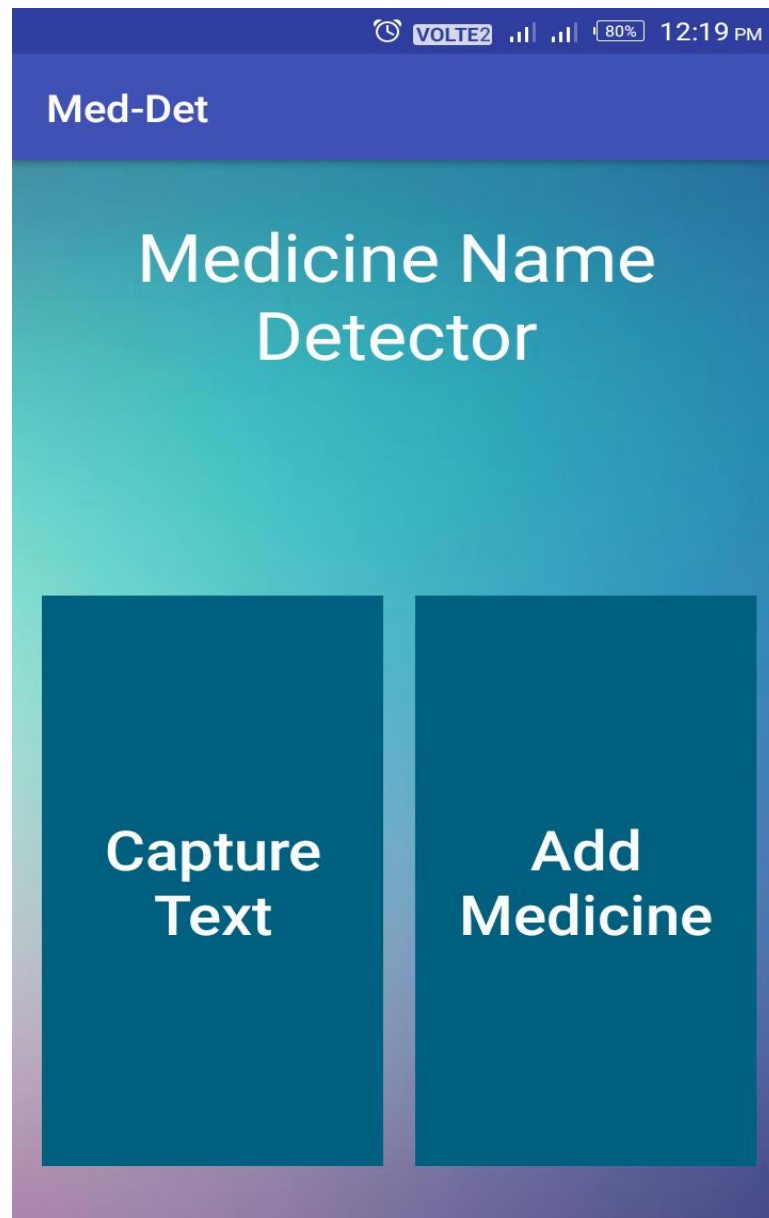 VOLTE2 80% 12:19 PM
Med-Det
Medicine Name
Detector
Capture
Text
Add
Medicine